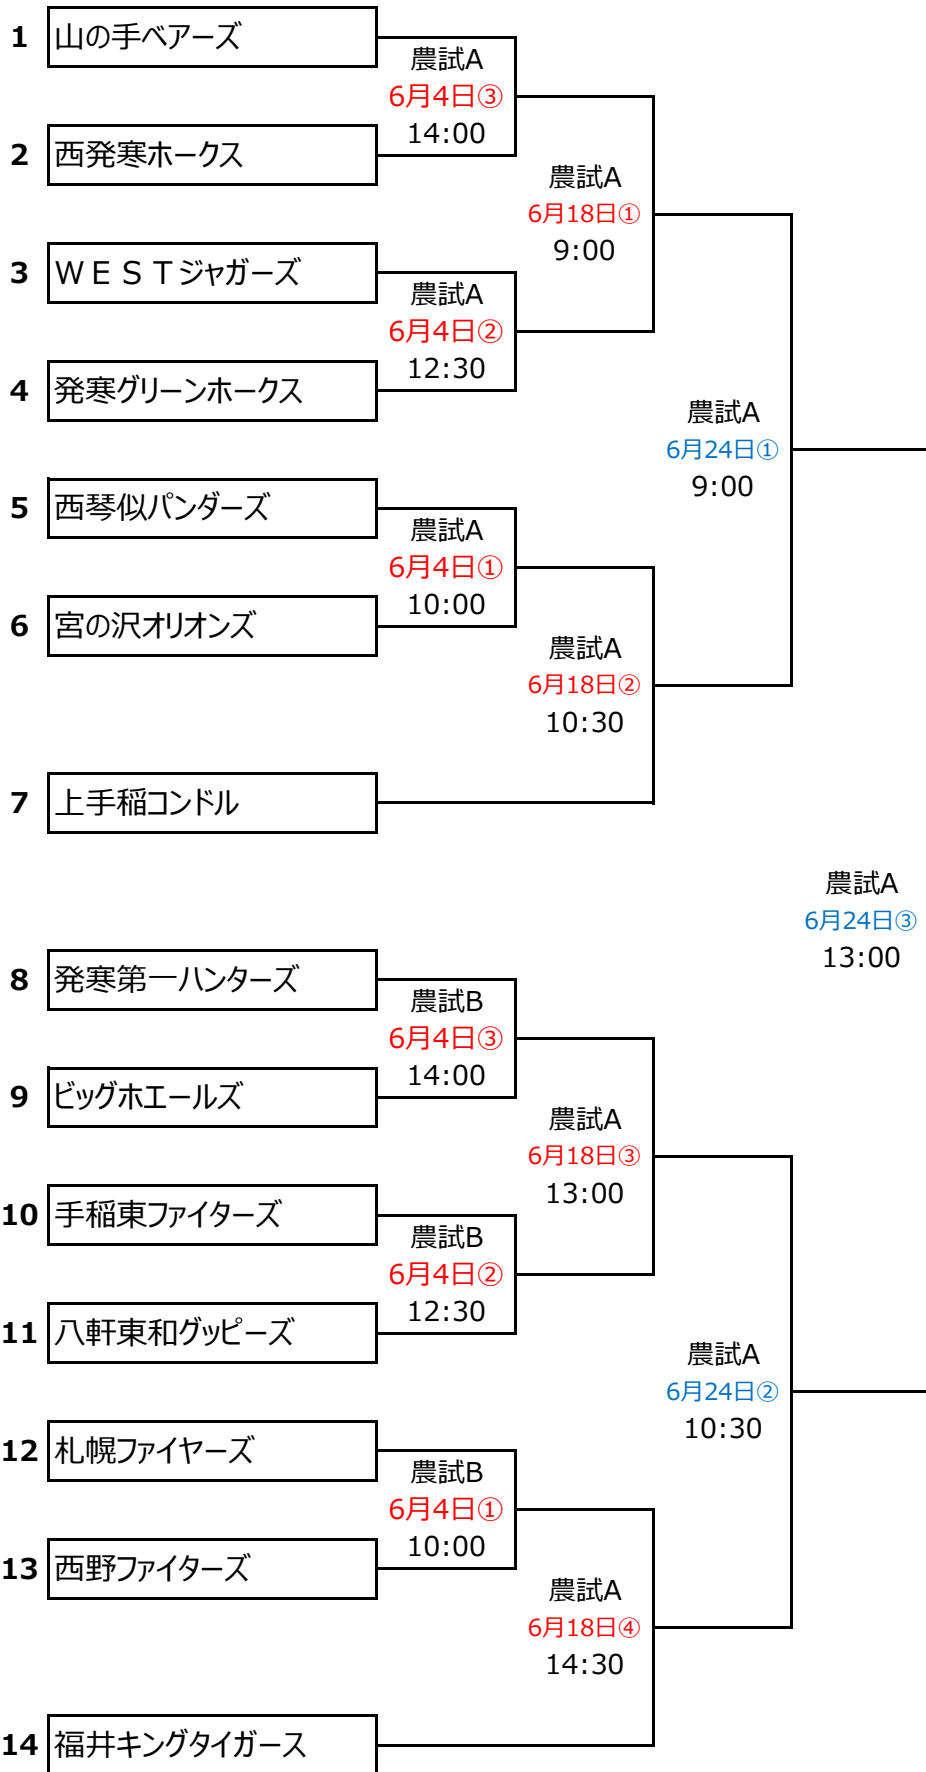 1 山の手ベアーズ
農試A
6月4日③
14:00
2 西発寒ホークス
農試A
6月18日①
9:00
3 ＷＥＳＴジャガーズ
農試A
6月4日②
12:30
4 発寒グリーンホークス
農試A
6月24日①
9:00
5 西琴似パンダーズ
農試A
6月4日①
10:00
6 宮の沢オリオンズ
農試A
6月18日②
10:30
7 上手稲コンドル
農試A
6月24日③
13:00
8 発寒第一ハンターズ
農試B
6月4日③
14:00
9 ビッグホエールズ
農試A
6月18日③
13:00
10 手稲東ファイターズ
農試B
6月4日②
12:30
11 八軒東和グッピーズ
農試A
6月24日②
10:30
12 札幌ファイヤーズ
農試B
6月4日①
10:00
13 西野ファイターズ
農試A
6月18日④
14:30
14 福井キングタイガース